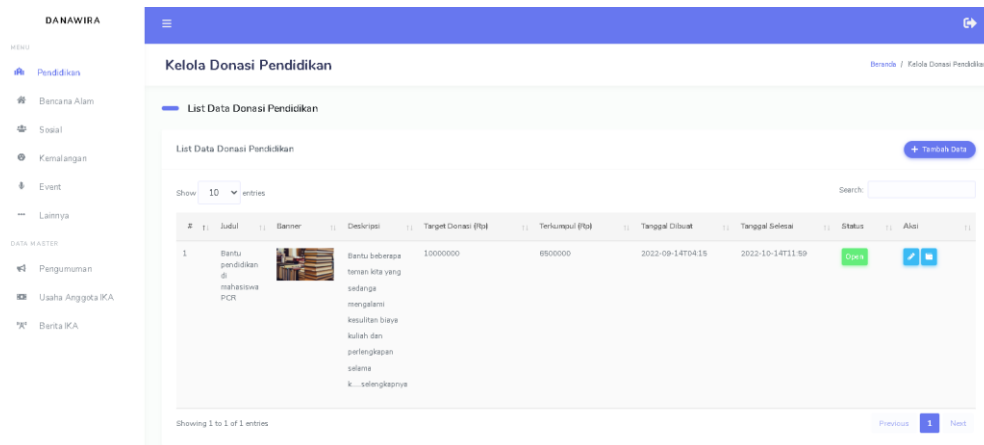 DANAWIRA
MENU
Pendidikan
Bencana Alam
Sosial
Kemalangan
Event
Lainnya
DATA MASTER
Pengumuman
Usaha Anggota IKA
Berita IKA
Kelola Donasi Pendidikan
Beranda / Kelola Donasi Pendidika
List Data Donasi Pendidikan
List Data Donasi Pendidikan
+ Tambah Data
Show 10 entries
Search:
# Judul Banner Deskripsi Target Donasi (Rp) Terkumpul (Rp) Tanggal Dibuat Tanggal Selesai Status Aksi
1
Bantu
pendidikan
di
mahasiswa
PCR
Bantu beberapa
teman kita yang
sedanga
mengalami
kesulitan biaya
kuliah dan
perlengkapan
selama
k.....selengkapnya
10000000
6500000
2022-09-14T04:15
2022-10-14T11:59
Open
Showing 1 to 1 of 1 entries
Previous 1 Next